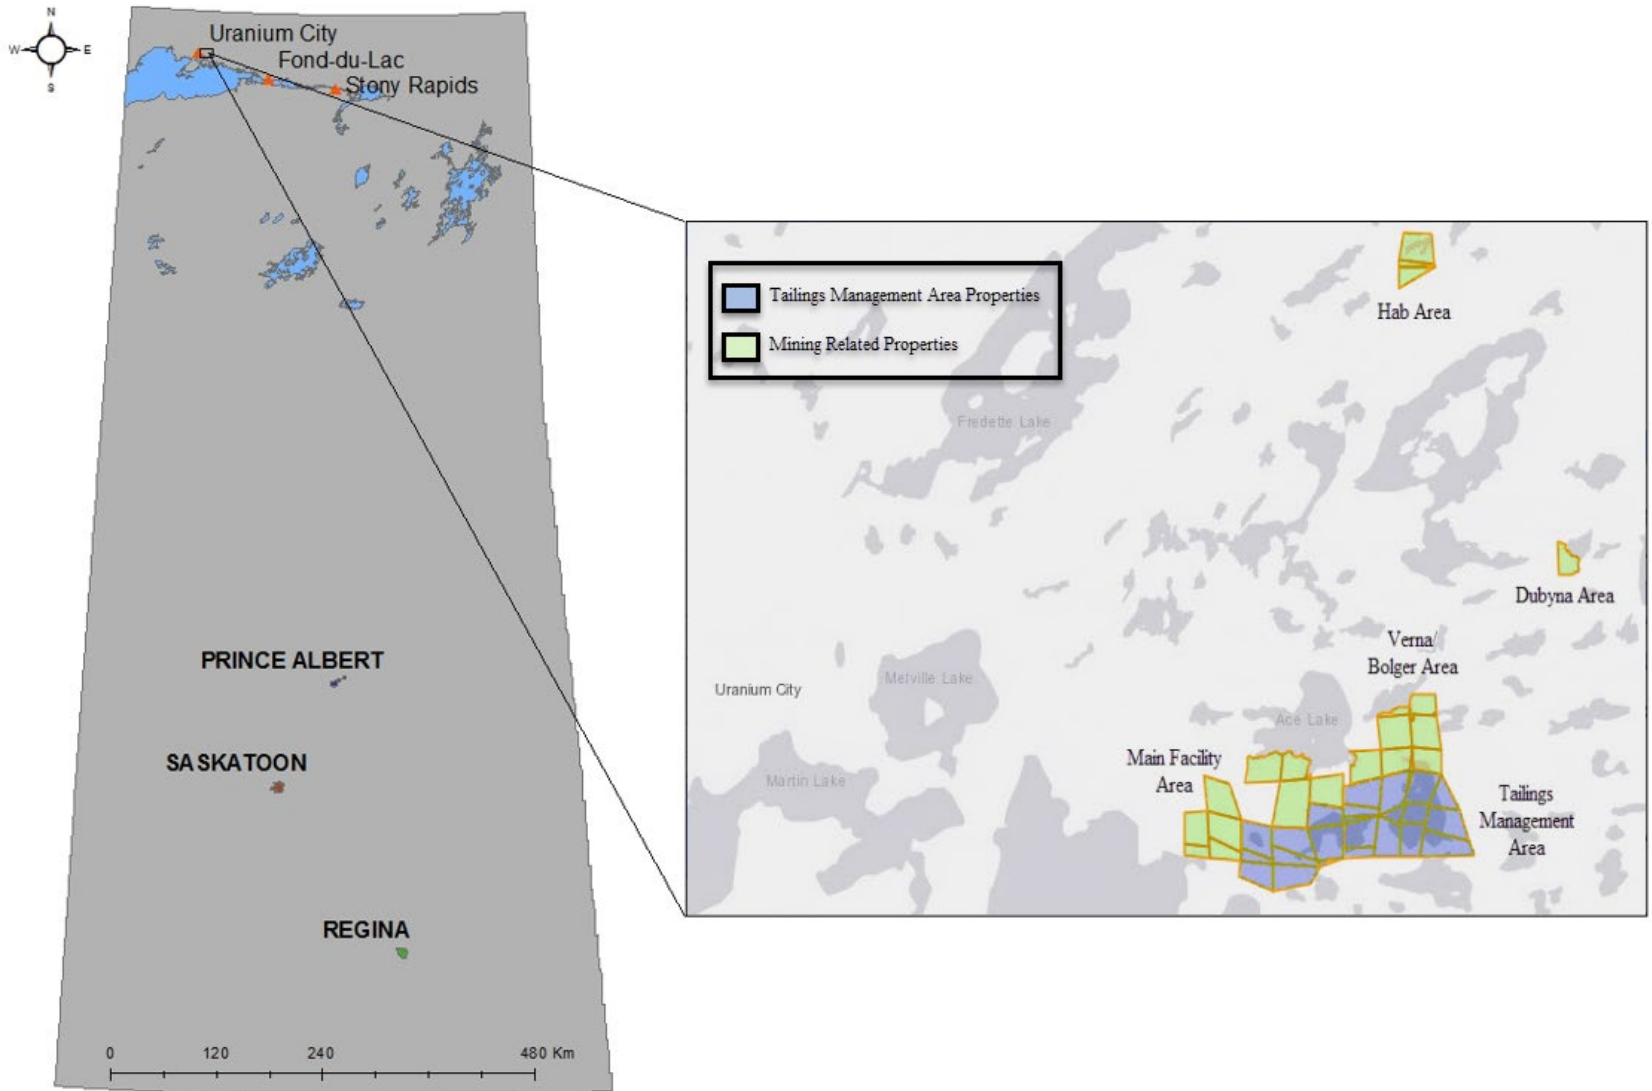 N
W
E
S
Uranium City
Fond-du-Lac
Stony Rapids
PRINCE ALBERT
SASKATOON
REGINA
0 120 240 480 Km
Tailings Management Area Properties
Mining Related Properties
Hab Area
Fredette Lake
Dubyna Area
Verna/
Bolger Area
Uranium City
Melville Lake
Ace Lake
Martin Lake
Main Facility
Area
Tailings
Management
Area